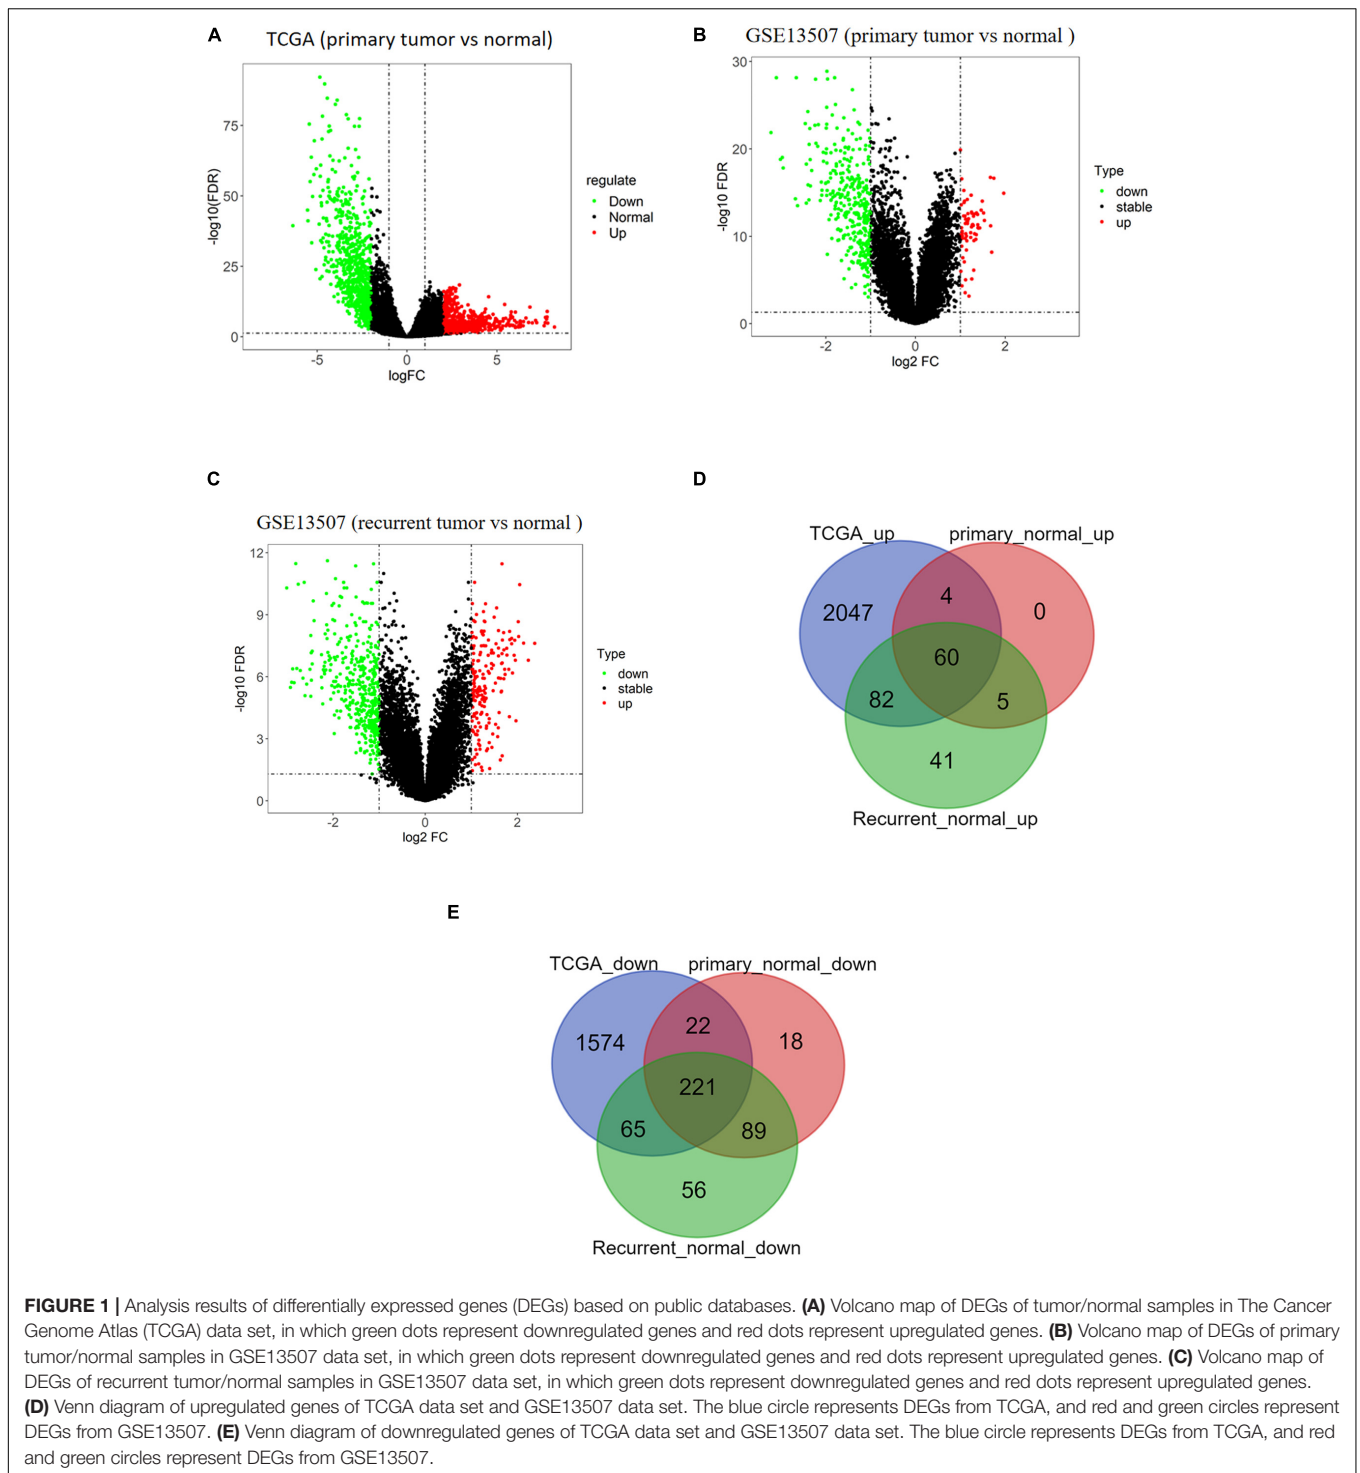 A
TCGA (primary tumor vs normal)
-log10(FDR)
75
50
25
0
-5
0
5
logFC
regulate
Down
Normal
Up
B
GSE13507 (primary tumor vs normal )
-log10 FDR
30
20
10
0
-2
0
2
log2 FC
Type
down
stable
up
C
GSE13507 (recurrent tumor vs normal )
-log10 FDR
12
9
6
3
0
-2
0
2
log2 FC
Type
down
stable
up
D
TCGA_up
primary_normal_up
2047
4
0
60
82
5
41
Recurrent_normal_up
E
TCGA_down
primary_normal_down
1574
22
18
221
65
89
56
Recurrent_normal_down
FIGURE 1 | Analysis results of differentially expressed genes (DEGs) based on public databases. (A) Volcano map of DEGs of tumor/normal samples in The Cancer
Genome Atlas (TCGA) data set, in which green dots represent downregulated genes and red dots represent upregulated genes. (B) Volcano map of DEGs of primary
tumor/normal samples in GSE13507 data set, in which green dots represent downregulated genes and red dots represent upregulated genes. (C) Volcano map of
DEGs of recurrent tumor/normal samples in GSE13507 data set, in which green dots represent downregulated genes and red dots represent upregulated genes.
(D) Venn diagram of upregulated genes of TCGA data set and GSE13507 data set. The blue circle represents DEGs from TCGA, and red and green circles represent
DEGs from GSE13507. (E) Venn diagram of downregulated genes of TCGA data set and GSE13507 data set. The blue circle represents DEGs from TCGA, and red
and green circles represent DEGs from GSE13507.